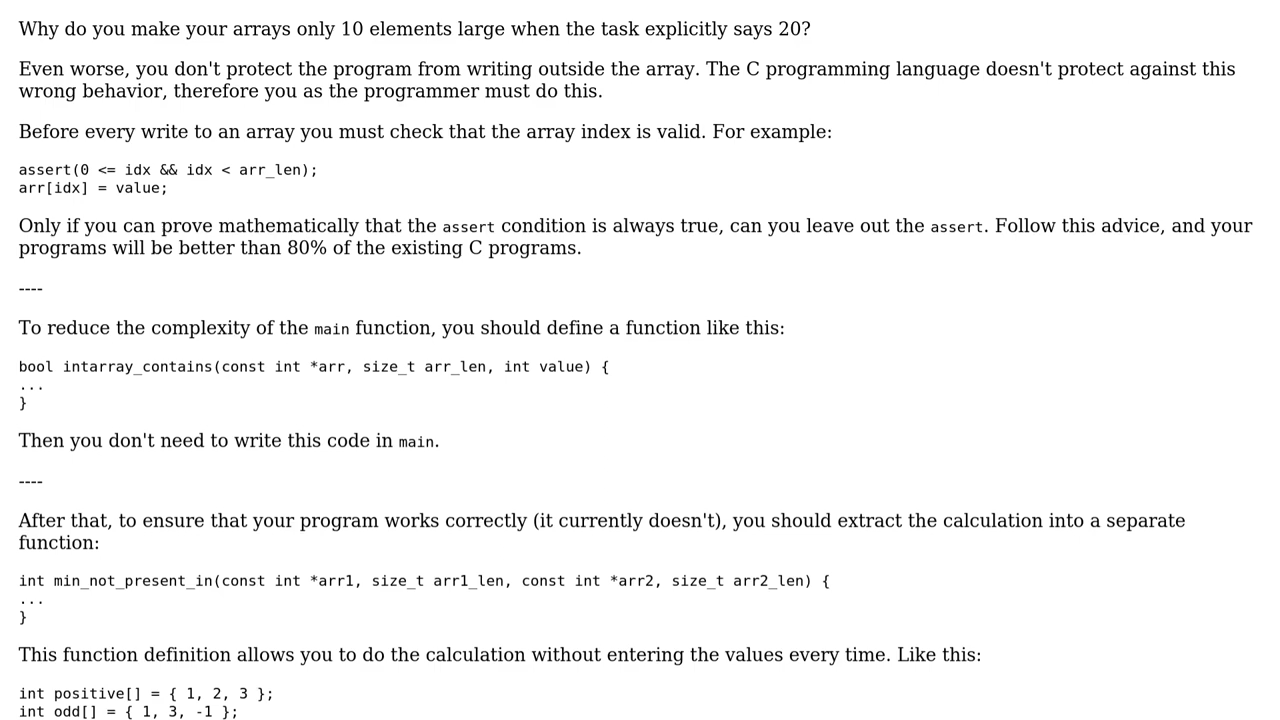 Why do you make your arrays only 10 elements large when the task explicitly says 20?
Even worse, you don't protect the program from writing outside the array. The C programming language doesn't protect against this
wrong behavior, therefore you as the programmer must do this.
Before every write to an array you must check that the array index is valid. For example:
assert(0 <= idx && idx < arr_len);
arr[idx] = value;
Only if you can prove mathematically that the assert condition is always true, can you leave out the assert. Follow this advice, and your
programs will be better than 80% of the existing C programs.
----
To reduce the complexity of the main function, you should define a function like this:
bool intarray_contains(const int *arr, size_t arr_len, int value) {
...
}
Then you don't need to write this code in main.
----
After that, to ensure that your program works correctly (it currently doesn't), you should extract the calculation into a separate
function:
int min_not_present_in(const int *arr1, size_t arr1_len, const int *arr2, size_t arr2_len) {
...
}
This function definition allows you to do the calculation without entering the values every time. Like this:
int positive[] = { 1, 2, 3 };
int odd[] = { 1, 3, -1 };